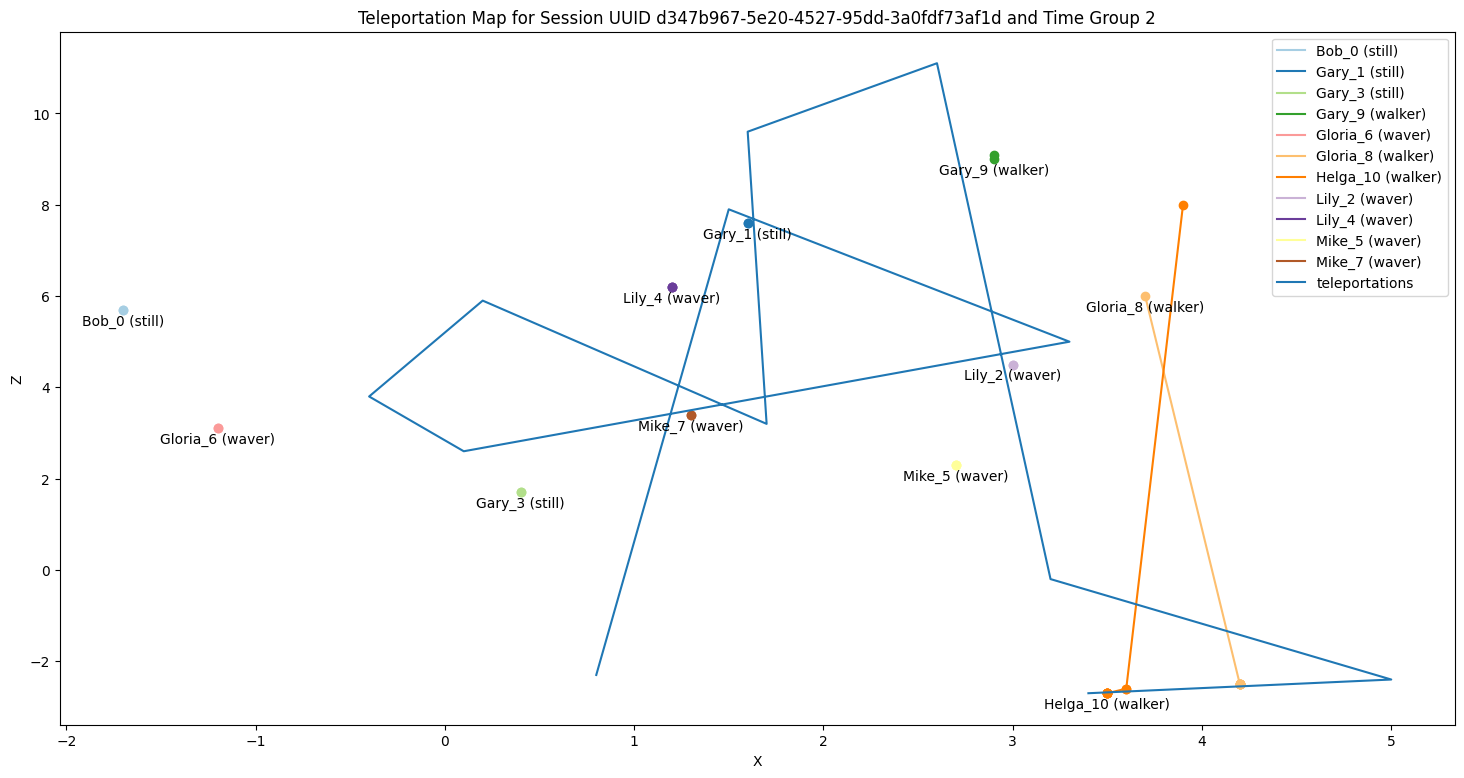 Teleportation Map for Session UUID d347b967-5e20-4527-95dd-3a0fdf73af1d and Time Group 2
Bob_0 (still)
Gary_1 (still)
Gary_3 (still)
Gary_9 (walker)
Gloria_6 (waver)
Gloria_8 (walker)
Helga_10 (walker)
Lily_2 (waver)
Lily_4 (waver)
Mike_5 (waver)
Mike_7 (waver)
teleportations
Gary_9 (walker)
Gary_1 (still)
Lily_4 (waver)
Gloria_8 (walker)
Bob_0 (still)
Lily_2 (waver)
Mike_7 (waver)
Gloria_6 (waver)
Mike_5 (waver)
Gary_3 (still)
Helga_10 (walker)
10
8
6
4
2
0
−2
Z
−2 −1 0 1 2 3 4 5
X